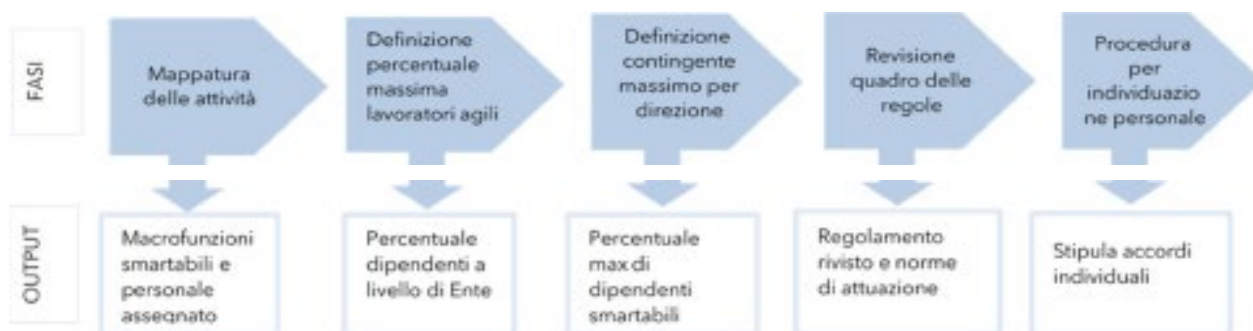 FASI
Mappatura
delle attività
Definizione
percentuale
massima
lavoratori agili
Definizione
contingente
massimo per
direzione
Revisione
quadro delle
regole
Procedura
per
individuazio
ne personale
OUTPUT
Macrofunzioni
smartabili e
personale
assegnato
Percentuale
dipendenti a
livello di Ente
Percentuale
max di
dipendenti
smartabili
Regolamento
rivisto e norme
di attuazione
Stipula accordi
individuali